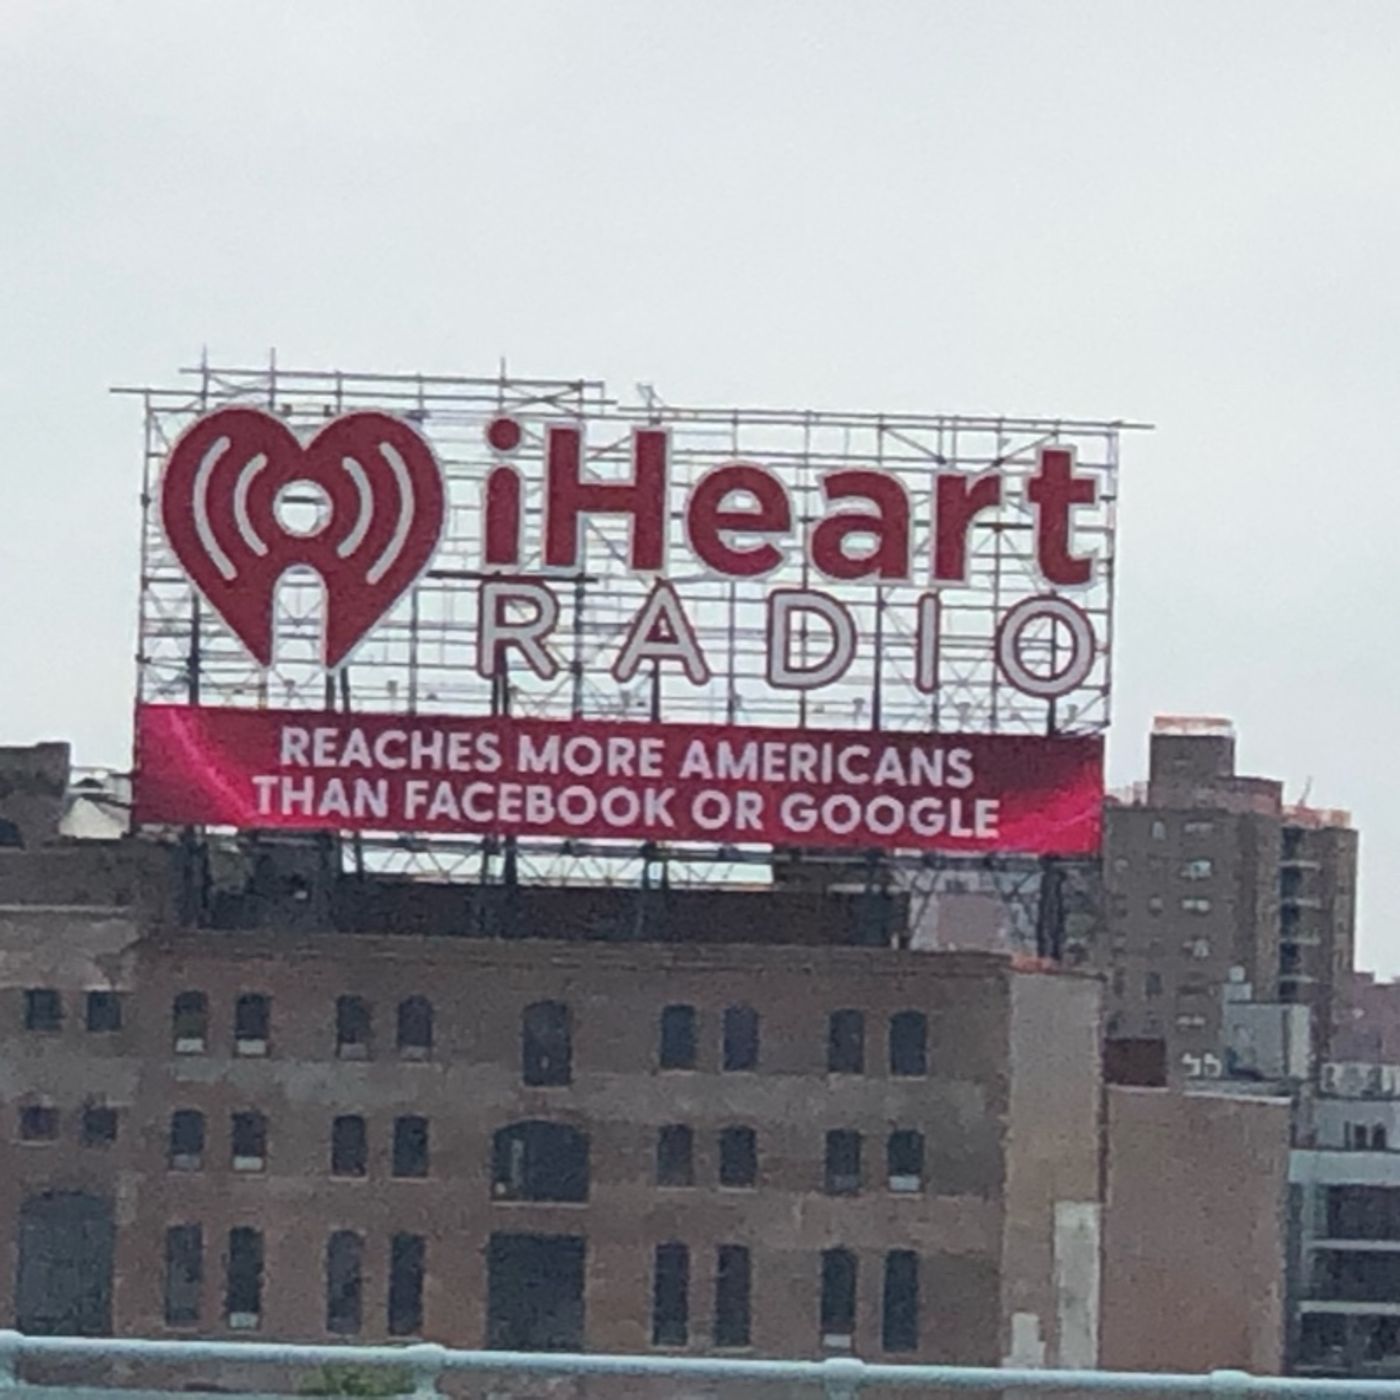 iHeart
RADIO
REACHES MORE AMERICANS
THAN FACEBOOK OR GOOGLE